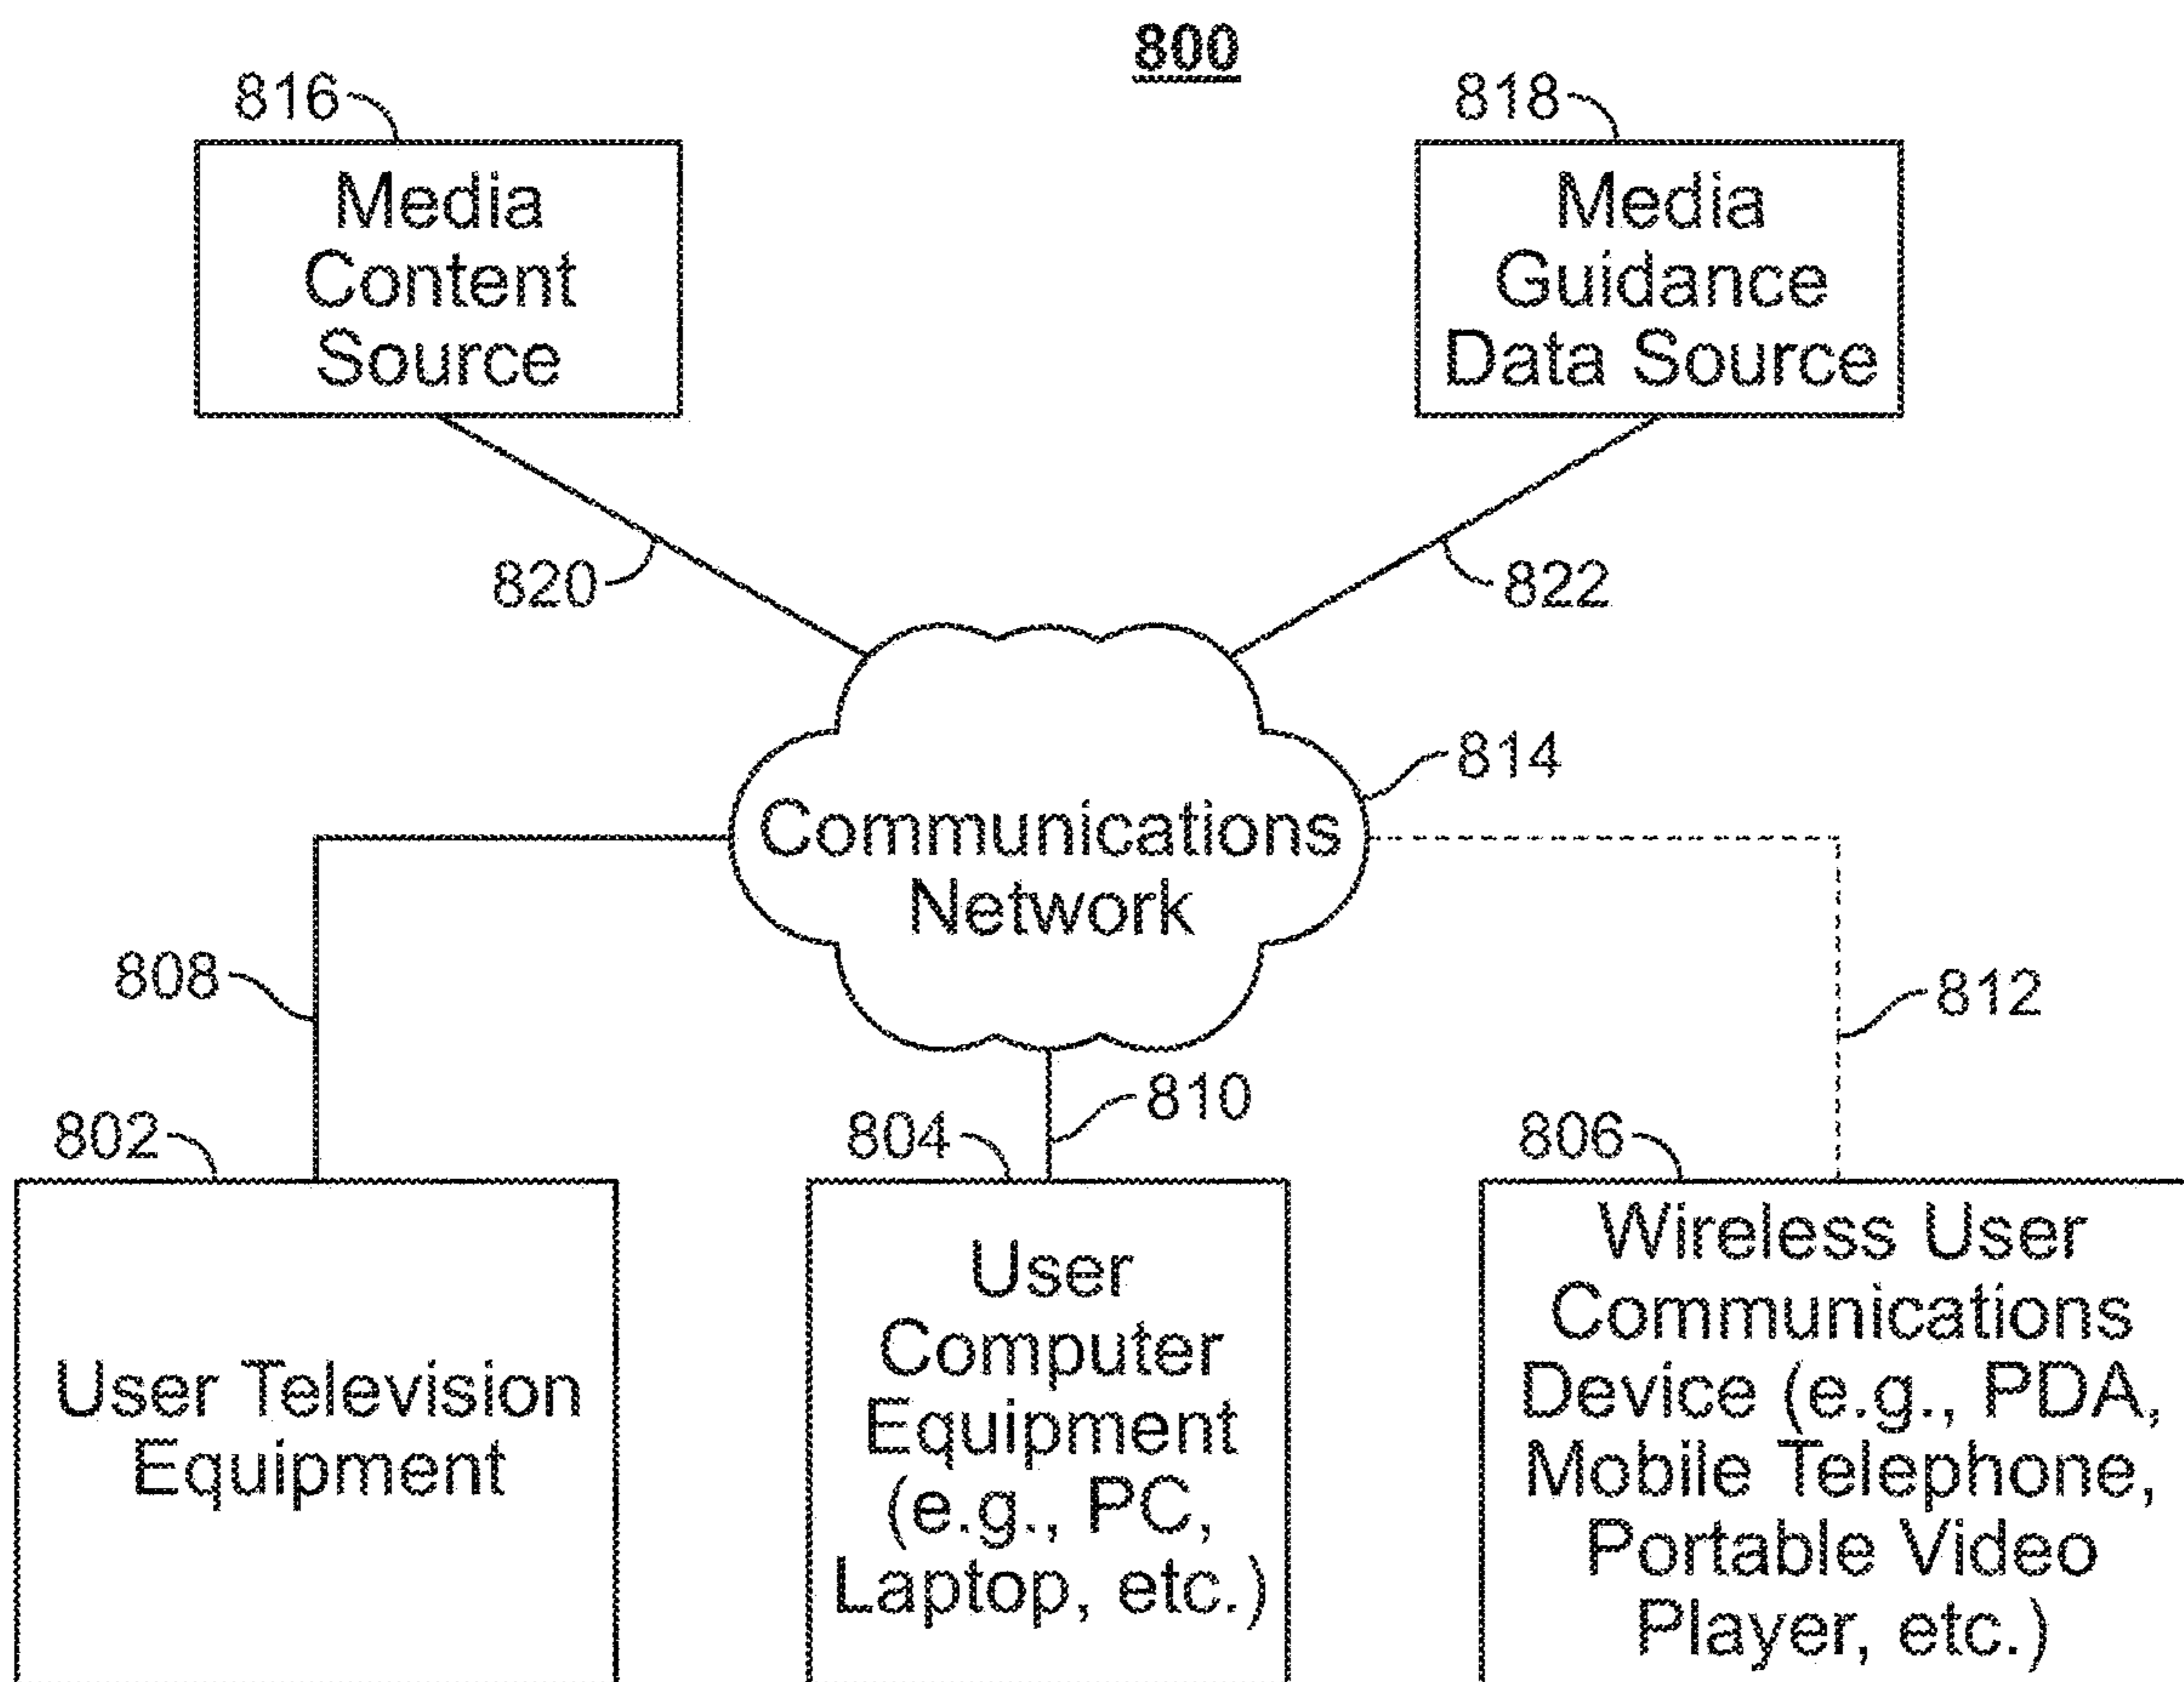 800
816
818
Media
Content
Source
Media
Guidance
Data Source
820
822
814
Communications
Network
808
812
810
802
804
806
User Television
Equipment
User
Computer
Equipment
(e.g., PC,
Laptop, etc.)
Wireless User
Communications
Device (e.g., PDA,
Mobile Telephone,
Portable Video
Player, etc.)